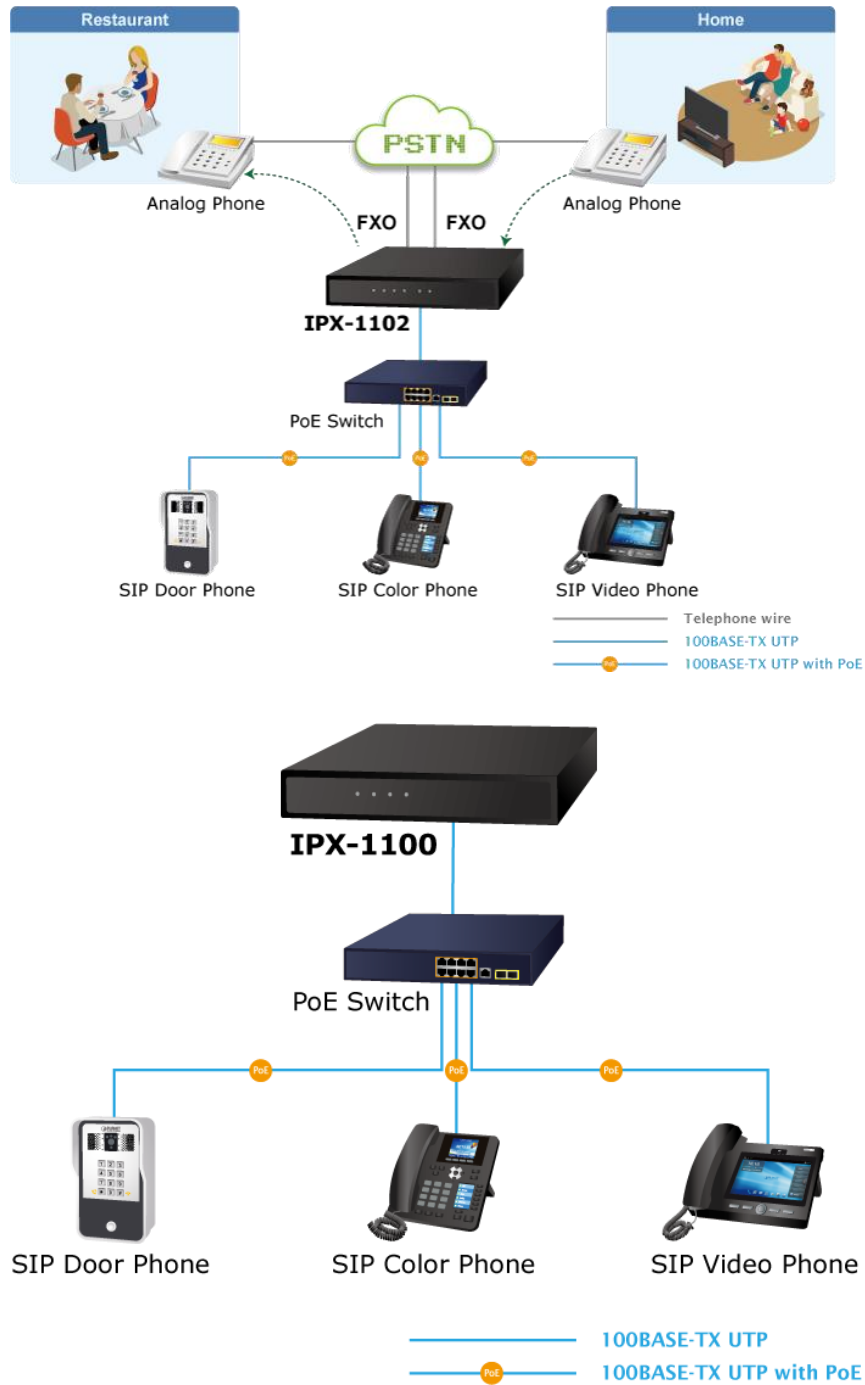 Restaurant
Home
PSTN
Analog Phone
Analog Phone
FXO
FXO
IPX-1102
PoE Switch
PoE
PoE
PoE
SIP Door Phone
SIP Color Phone
SIP Video Phone
Telephone wire
100BASE-TX UTP
PoE
100BASE-TX UTP with PoE
IPX-1100
PoE Switch
PoE
PoE
PoE
SIP Door Phone
SIP Color Phone
SIP Video Phone
100BASE-TX UTP
PoE
100BASE-TX UTP with PoE